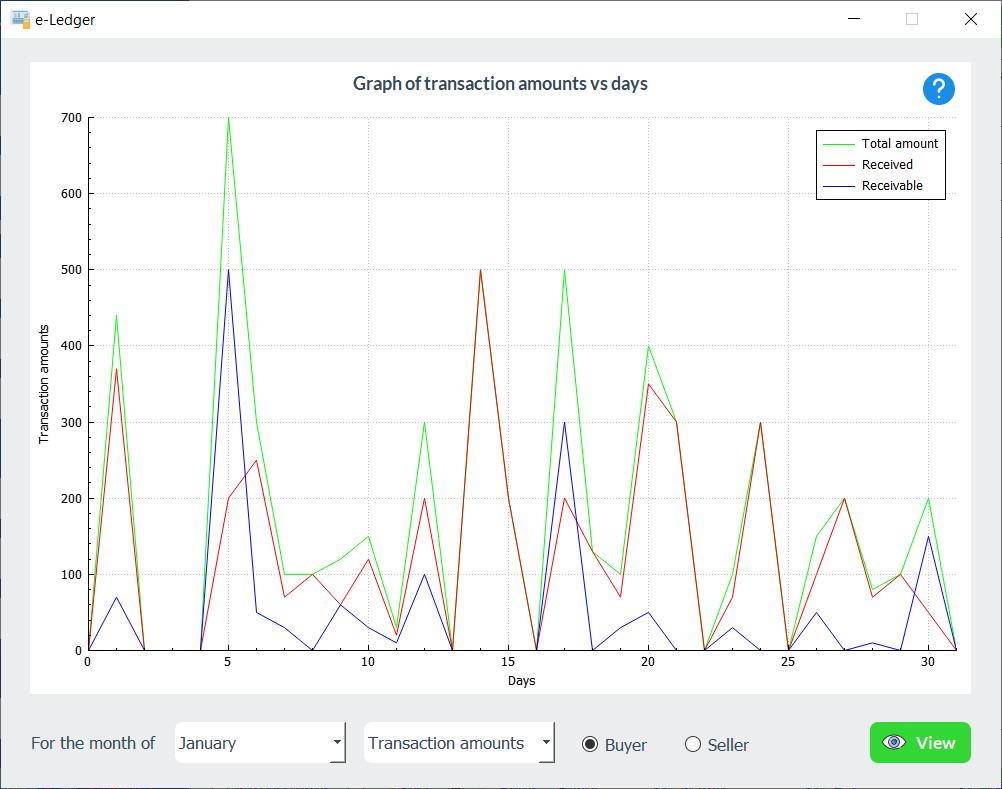 e-Ledger
Graph of transaction amounts vs days
?
Total amount
Received
Receivable
700
600
500
400
300
200
100
0
Transaction amounts
0 5 10 15 20 25 30
Days
For the month of January Transaction amounts Buyer Seller View